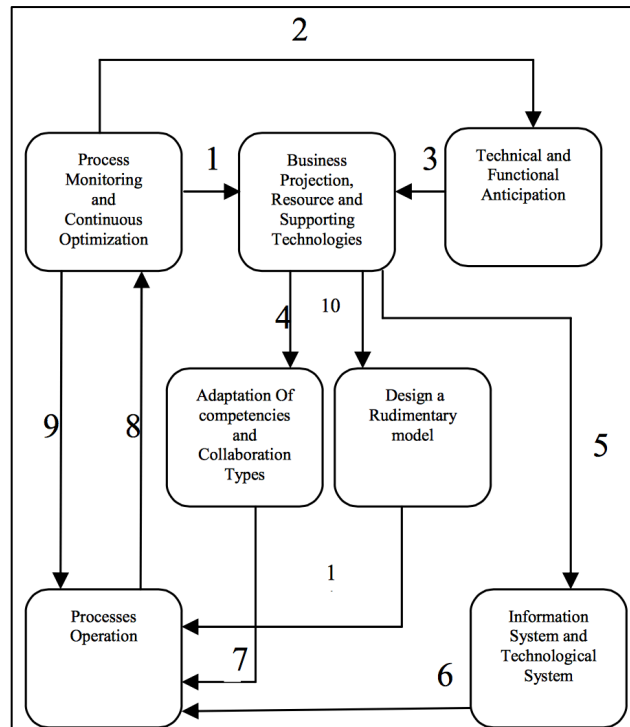 2
Process
Monitoring
and
Continuous
Optimization
1
Business
Projection,
Resource and
Supporting
Technologies
3
Technical and
Functional
Anticipation
4
10
Adaptation Of
competencies
and
Collaboration
Types
Design a
Rudimentary
model
9
8
5
1
Processes
Operation
7
6
Information
System and
Technological
System